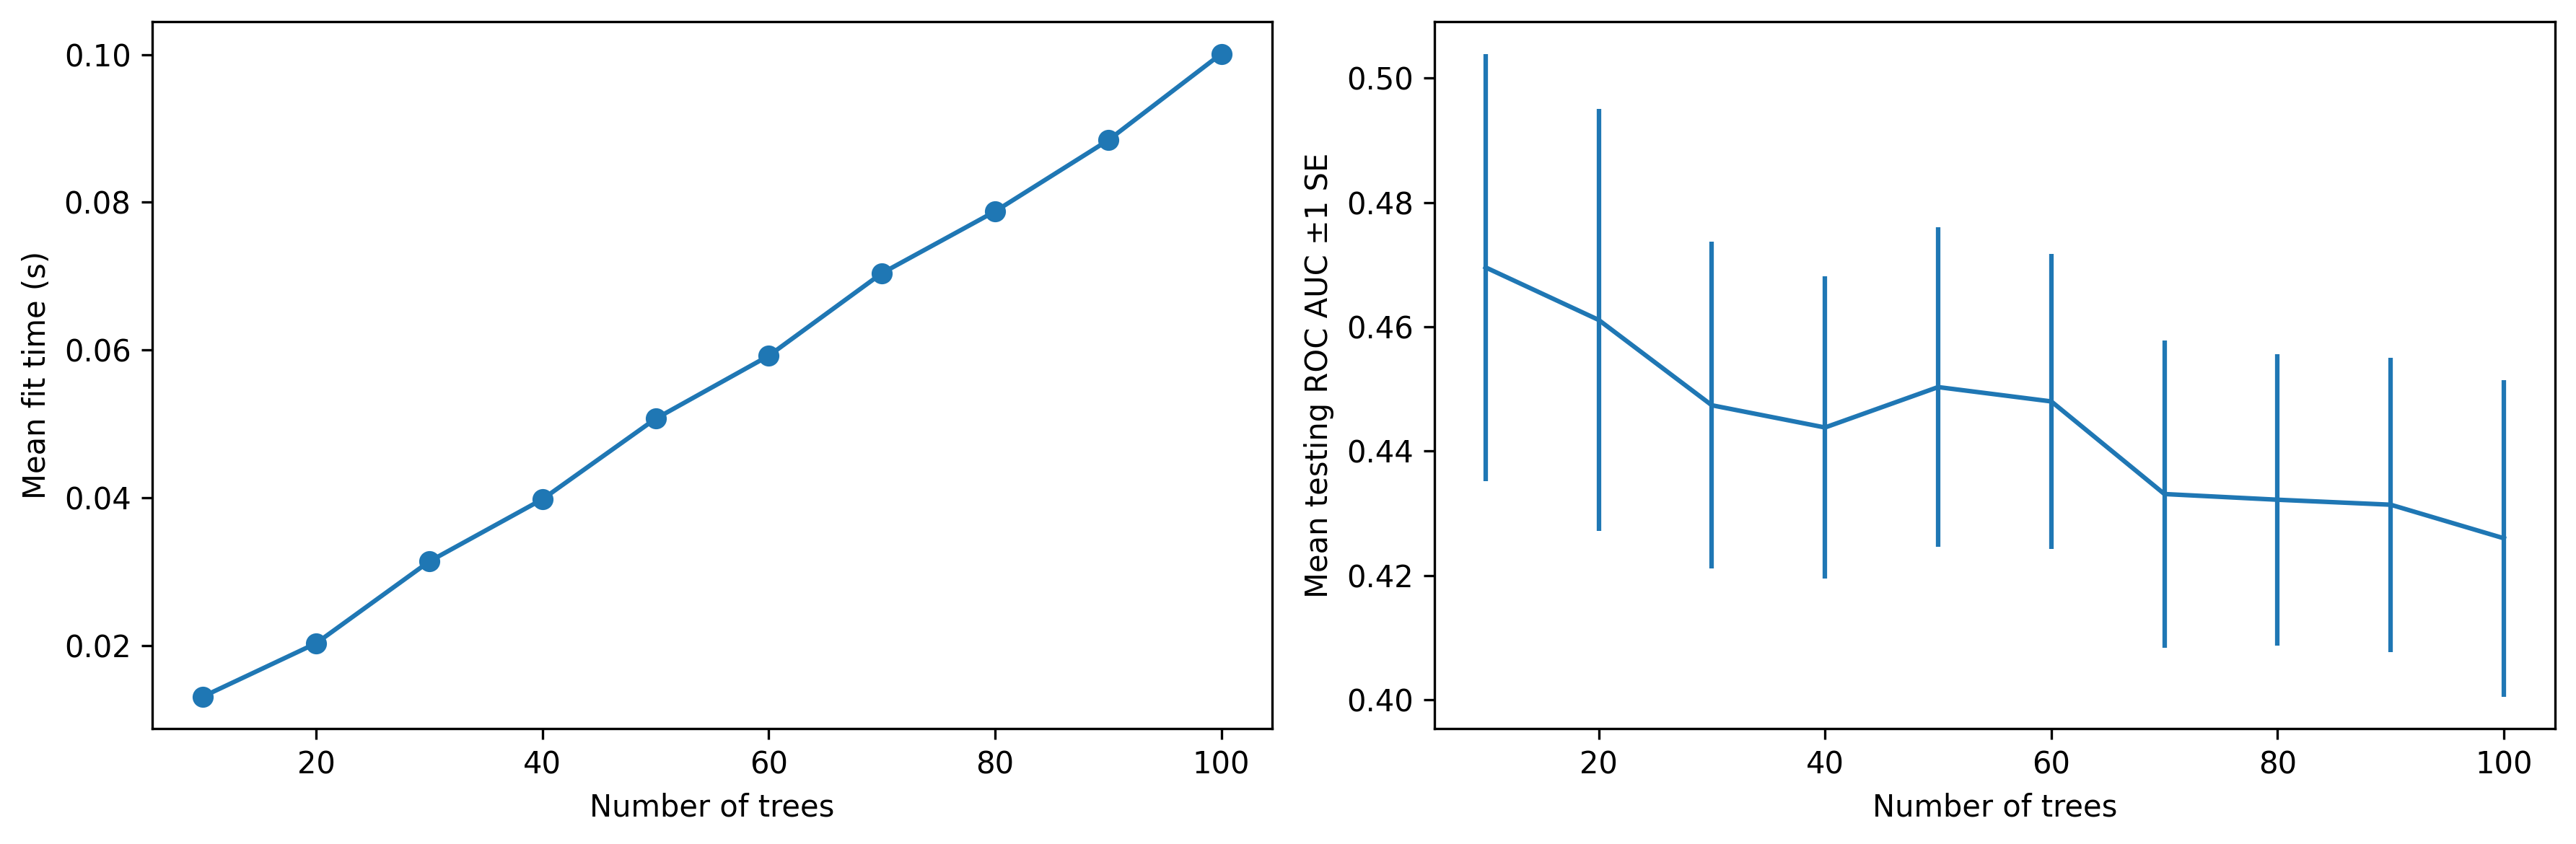 Mean fit time (s)
0.10
0.08
0.06
0.04
0.02
20 40 60 80 100
Number of trees
Mean testing ROC AUC ±1 SE
0.50
0.48
0.46
0.44
0.42
0.40
20 40 60 80 100
Number of trees